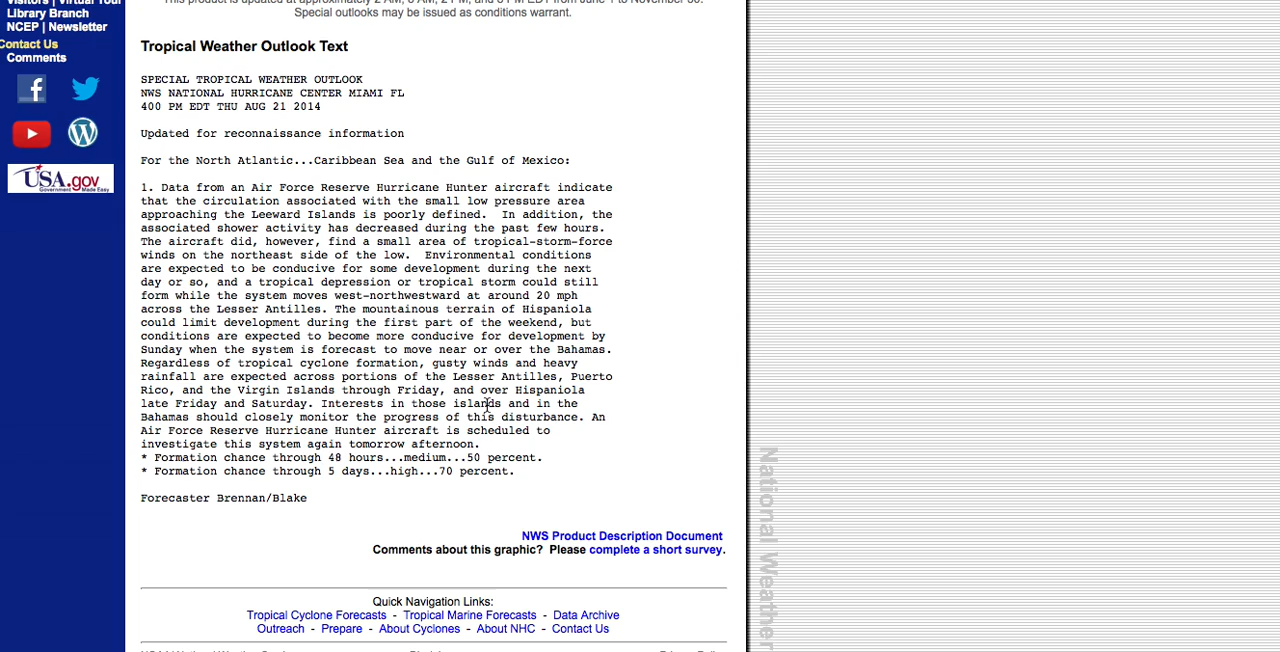 Visitors | Virtual Tour
Library Branch
NCEP | Newsletter
Contact Us
Comments
This product is updated at approximately 2 AM, 8 AM, 2 PM, and 8 PM EDT from June 1 to November 30.
Special outlooks may be issued as conditions warrant.
Tropical Weather Outlook Text
SPECIAL TROPICAL WEATHER OUTLOOK
NWS NATIONAL HURRICANE CENTER MIAMI FL
400 PM EDT THU AUG 21 2014
Updated for reconnaissance information
For the North Atlantic...Caribbean Sea and the Gulf of Mexico:
1. Data from an Air Force Reserve Hurricane Hunter aircraft indicate
that the circulation associated with the small low pressure area
approaching the Leeward Islands is poorly defined.  In addition, the
associated shower activity has decreased during the past few hours.
The aircraft did, however, find a small area of tropical-storm-force
winds on the northeast side of the low.  Environmental conditions
are expected to be conducive for some development during the next
day or so, and a tropical depression or tropical storm could still
form while the system moves west-northwestward at around 20 mph
across the Lesser Antilles. The mountainous terrain of Hispaniola
could limit development during the first part of the weekend, but
conditions are expected to become more conducive for development by
Sunday when the system is forecast to move near or over the Bahamas.
Regardless of tropical cyclone formation, gusty winds and heavy
rainfall are expected across portions of the Lesser Antilles, Puerto
Rico, and the Virgin Islands through Friday, and over Hispaniola
late Friday and Saturday. Interests in those islands and in the
Bahamas should closely monitor the progress of this disturbance. An
Air Force Reserve Hurricane Hunter aircraft is scheduled to
investigate this system again tomorrow afternoon.
* Formation chance through 48 hours...medium...50 percent.
* Formation chance through 5 days...high...70 percent.
Forecaster Brennan/Blake
NWS Product Description Document
Comments about this graphic? Please complete a short survey.
Quick Navigation Links:
Tropical Cyclone Forecasts - Tropical Marine Forecasts - Data Archive
Outreach - Prepare - About Cyclones - About NHC - Contact Us
USA.gov
Government Made Easy
National Weather